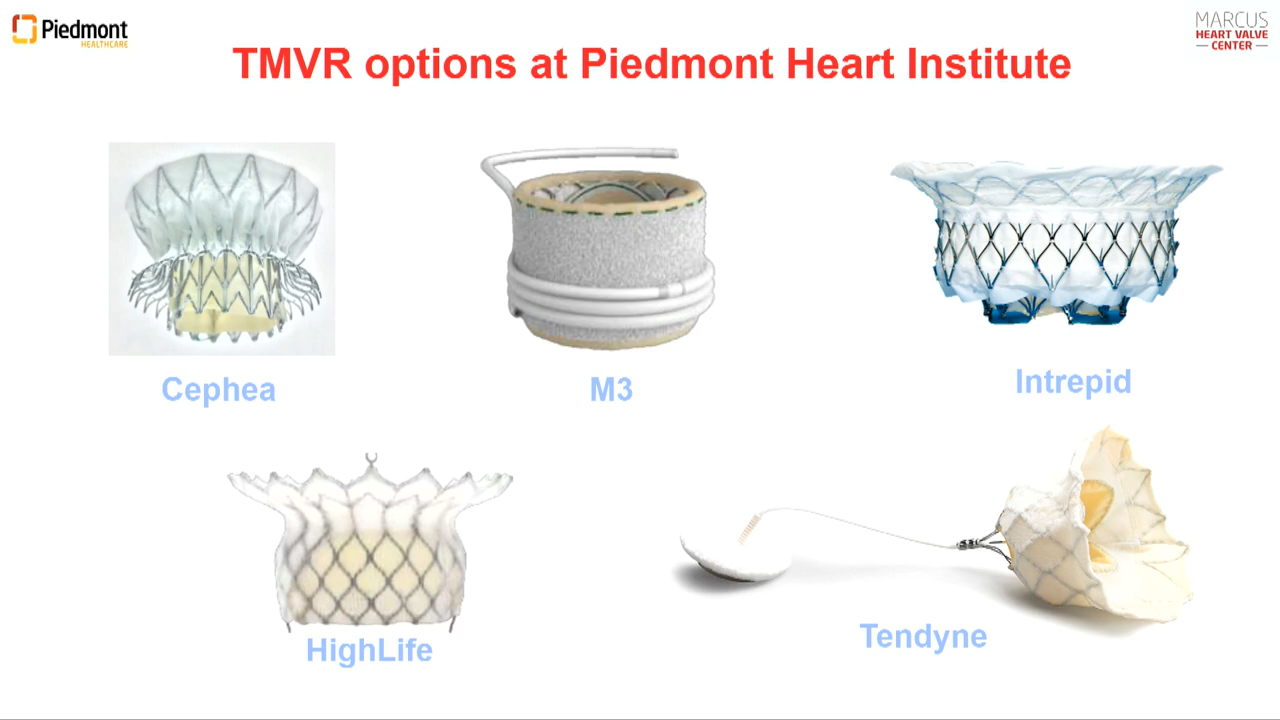 Piedmont
HEALTHCARE
MARCUS
HEART VALVE
CENTER
TMVR options at Piedmont Heart Institute
Cephea
M3
Intrepid
HighLife
Tendyne